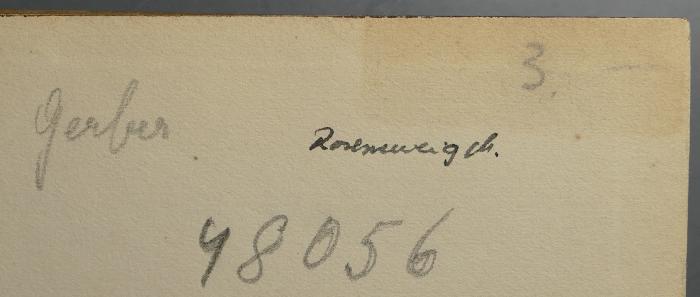 3.
Gerber
Rosenzweig ch.
48056